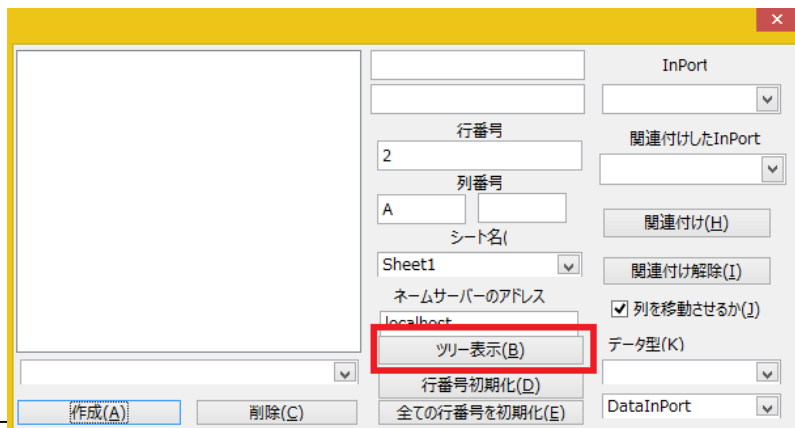 InPort
行番号
関連付けしたInPort
2
列番号
A
関連付け(H)
シート名(
Sheet1
関連付け解除(I)
ネームサーバーのアドレス
列を移動させるか(J)
localhost
ツリー表示(B)
データ型(K)
行番号初期化(D)
作成(A)
削除(C)
全ての行番号を初期化(E)
DataInPort